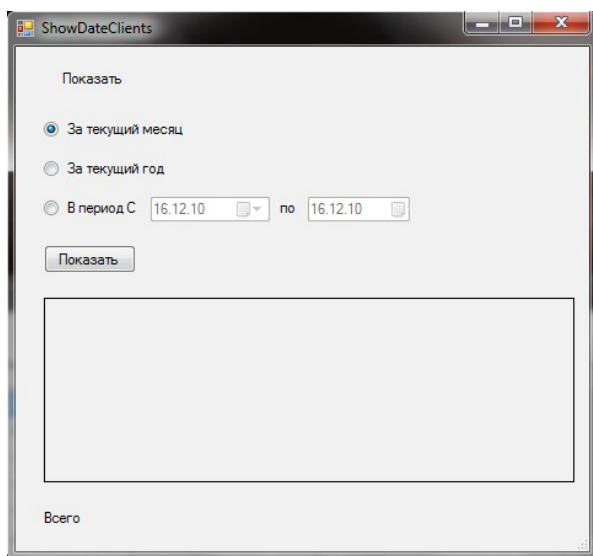 ShowDateClients
Показать
За текущий месяц
За текущий год
В период С 16.12.10 по 16.12.10
Показать
Всего